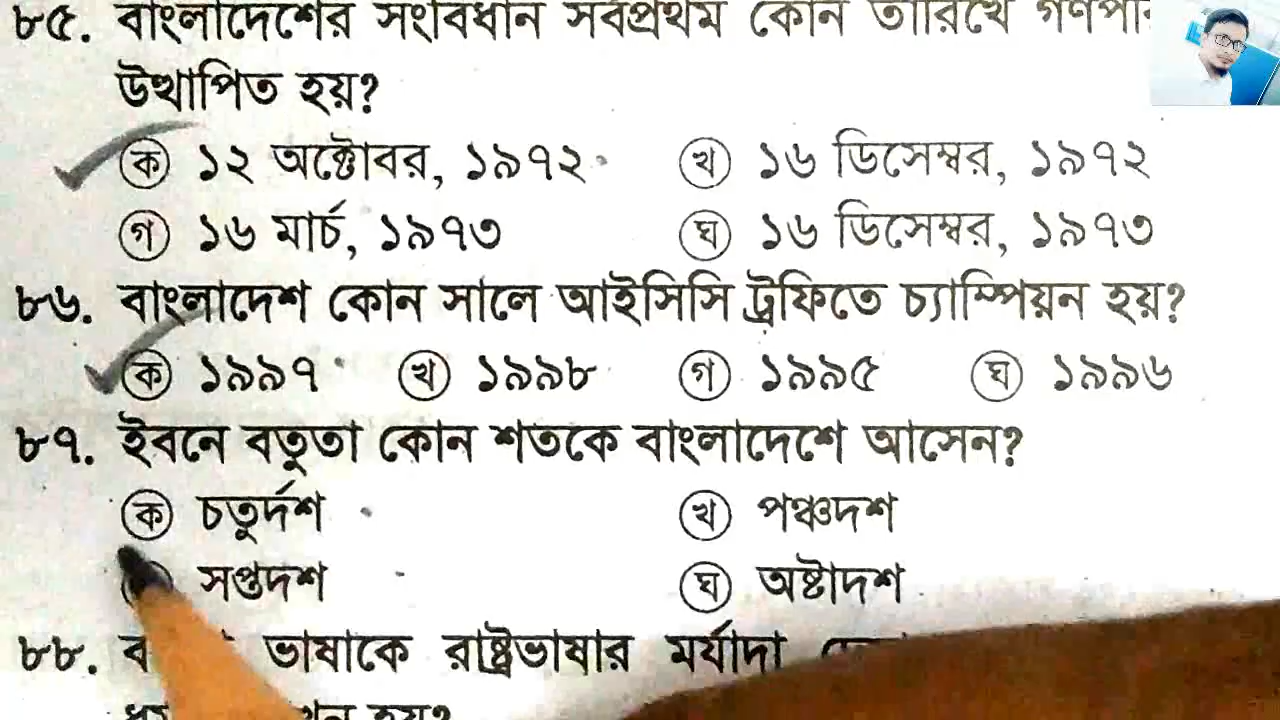 ৮৫. বাংলাদেশের সংবিধান সর্বপ্রথম কোন তারিখে
উত্থাপিত হয়?
ক ১২ অক্টোবর, ১৯৭২ খ ১৬ ডিসেম্বর, ১৯৭২
গ ১৬ মার্চ, ১৯৭৩ ঘ ১৬ ডিসেম্বর, ১৯৭৩
৮৬. বাংলাদেশ কোন সালে আইসিসি ট্রফিতে চ্যাম্পিয়ন হয়?
ক ১৯৯৭ খ ১৯৯৮ গ ১৯৯৫ ঘ ১৯৯৬
৮৭. ইবনে বতুতা কোন শতকে বাংলাদেশে আসেন?
ক চতুর্দশ খ পঞ্চদশ
সপ্তদশ ঘ অষ্টাদশ
৮৮. ভাষাকে রাষ্ট্রভাষার মর্যাদা